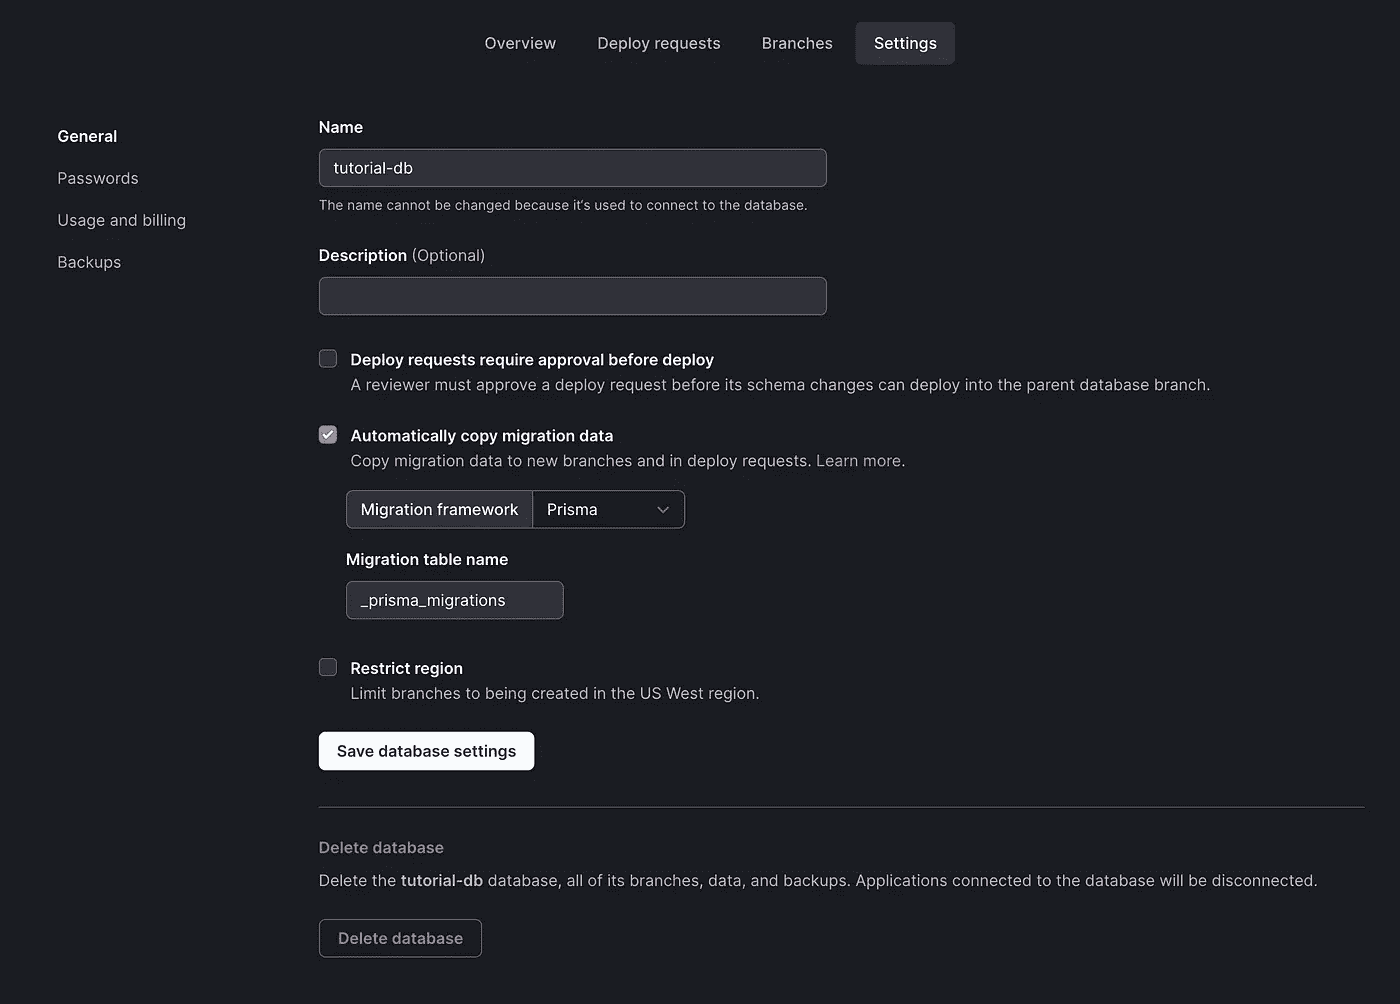 Overview Deploy requests Branches Settings
General
Passwords
Usage and billing
Backups
Name
tutorial-db
The name cannot be changed because it's used to connect to the database.
Description (Optional)
Deploy requests require approval before deploy
A reviewer must approve a deploy request before its schema changes can deploy into the parent database branch.
Automatically copy migration data
Copy migration data to new branches and in deploy requests. Learn more.
Migration framework Prisma
Migration table name
_prisma_migrations
Restrict region
Limit branches to being created in the US West region.
Save database settings
Delete database
Delete the tutorial-db database, all of its branches, data, and backups. Applications connected to the database will be disconnected.
Delete database